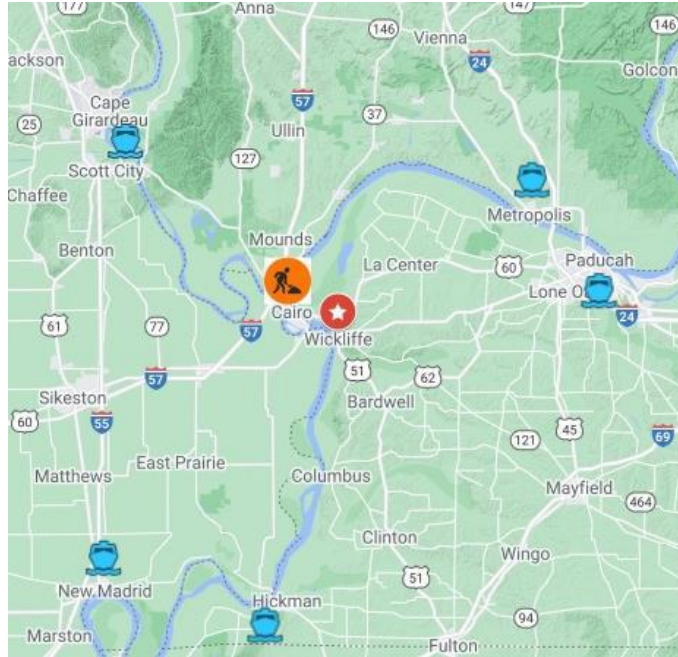 177
Anna
146
147
Vienna
146
ackson
24
Golcon
57
Cape
Girardeau
25
37
Ullin
127
Scott City
Chaffee
Metropolis
Mounds
Benton
La Center
60
Paducah
Lone O
Cairo
61
77
57
24
Wickliffe
57
51
62
Sikeston
Bardwell
60
55
121
45
69
East Prairie
Matthews
Columbus
Mayfield
464
Clinton
Wingo
51
New Madrid
Hickman
94
Marston
Fulton